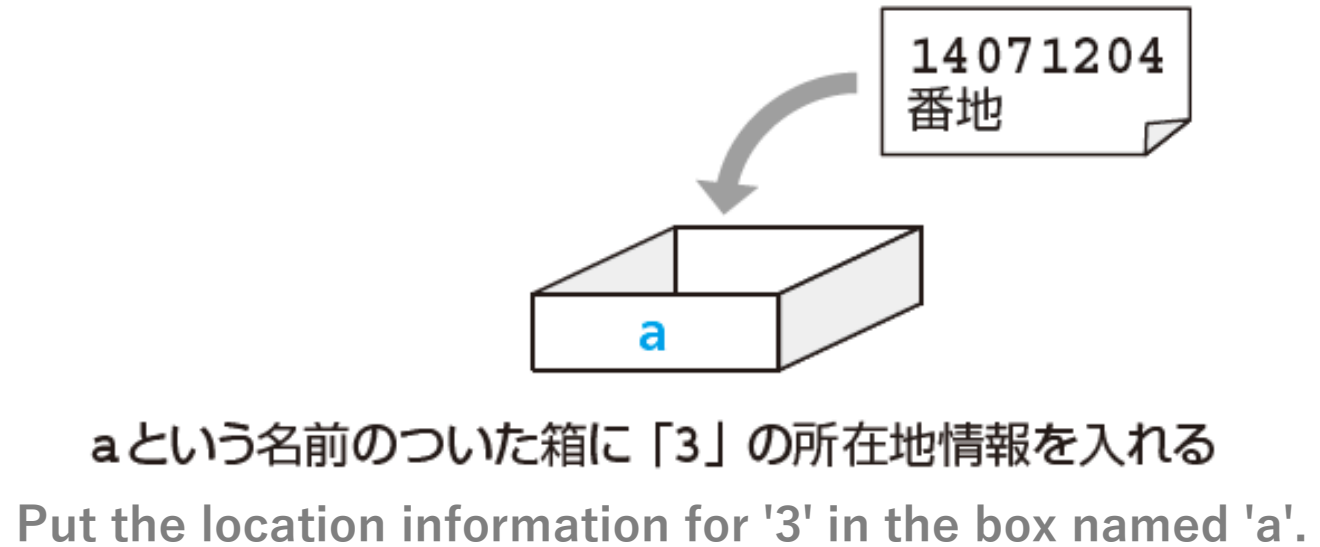 14071204
番地
a
aという名前のついた箱に「3」の所在地情報を入れる
Put the location information for '3' in the box named 'a'.